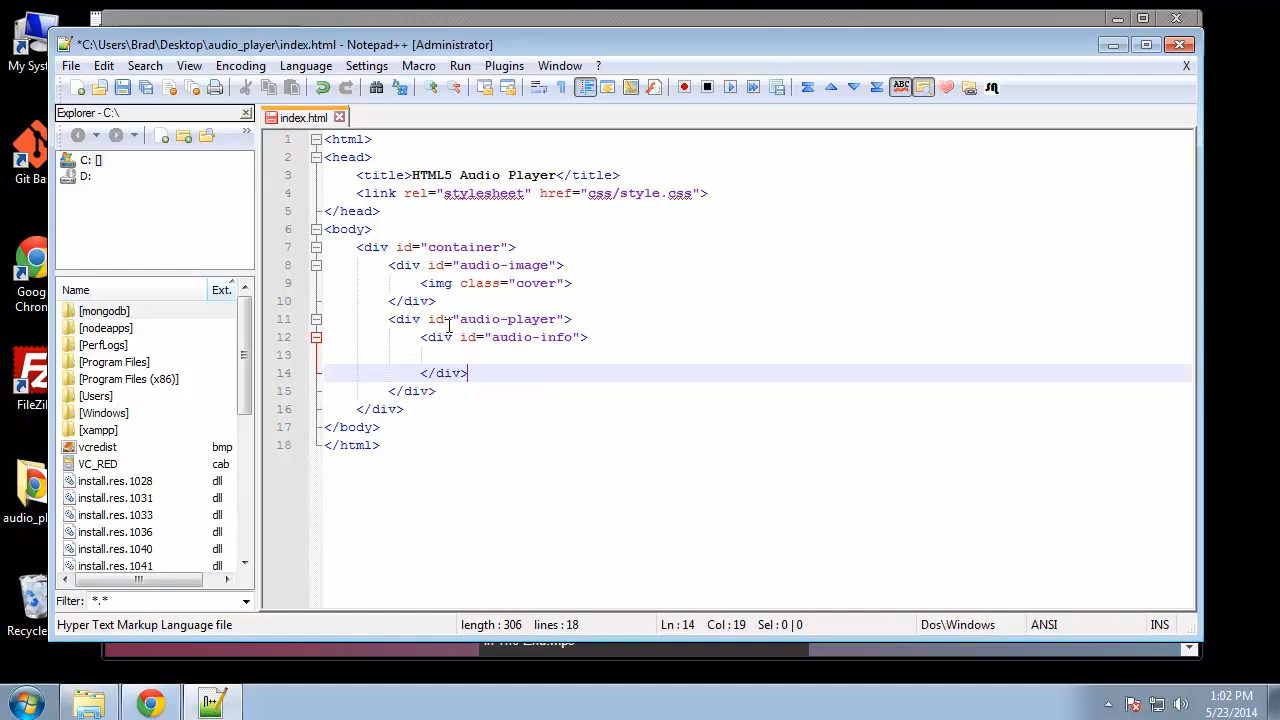 My Sys
Git Ba
Goog
Chron
FileZil
audio_pl
Recycle
*C:\Users\Brad\Desktop\audio_player\index.html - Notepad++ [Administrator]
File Edit Search View Encoding Language Settings Macro Run Plugins Window ? X
Explorer - C:\
C: []
D:
Name Ext.
[mongodb]
[nodeapps]
[PerfLogs]
[Program Files]
[Program Files (x86)]
[Users]
[Windows]
[xampp]
vcredist bmp
VC_RED cab
install.res.1028 dll
install.res.1031 dll
install.res.1033 dll
install.res.1036 dll
install.res.1040 dll
install.res.1041 dll
Filter: *.*
index.html
1 <html>
2 <head>
3 <title>HTML5 Audio Player</title>
4 <link rel="stylesheet" href="css/style.css">
5 </head>
6 <body>
7 <div id="container">
8 <div id="audio-image">
9 <img class="cover">
10 </div>
11 <div id="audio-player">
12 <div id="audio-info">
13
14 </div>
15 </div>
16 </div>
17 </body>
18 </html>
Hyper Text Markup Language file length : 306 lines : 18 Ln : 14 Col : 19 Sel : 0 | 0 Dos\Windows ANSI INS
1:02 PM
5/23/2014